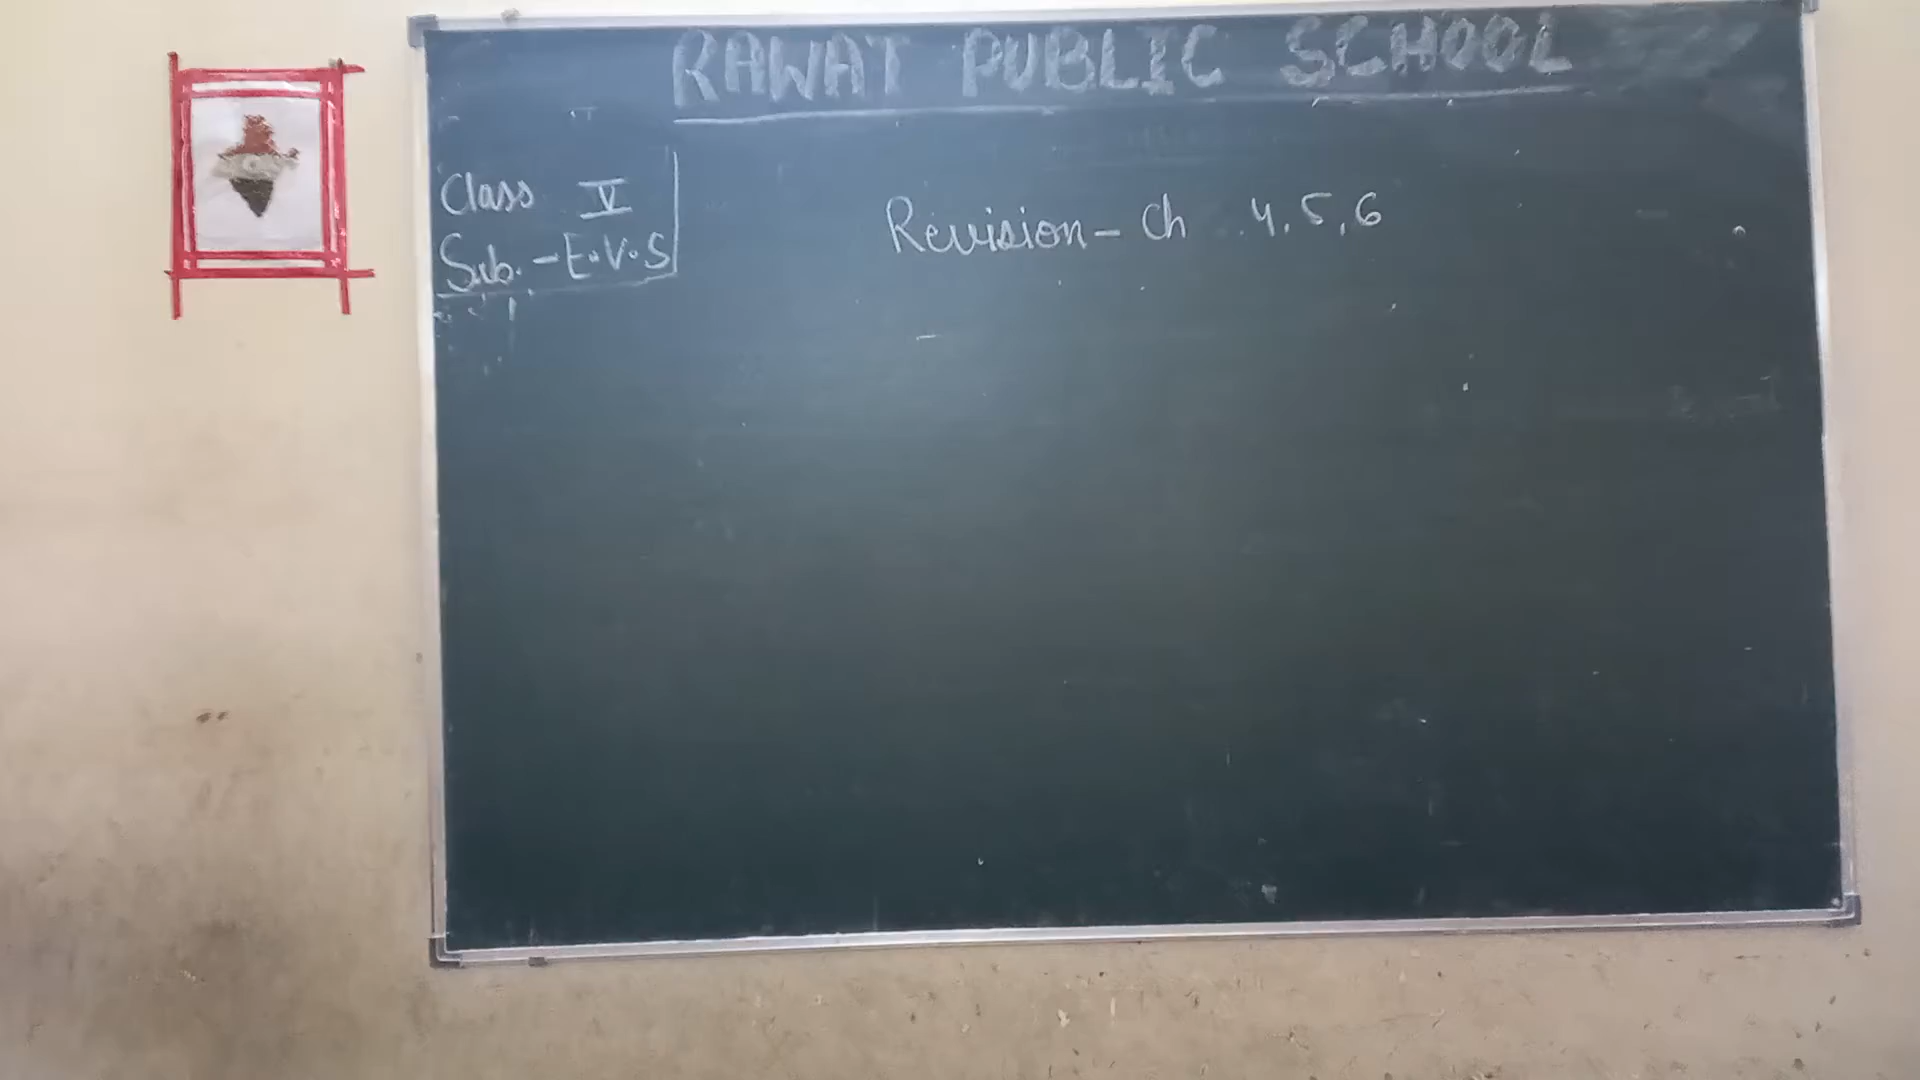 RAWAT PUBLIC SCHOOL
Class V
Sub. - E.V.S
Revision - Ch 4, 5, 6